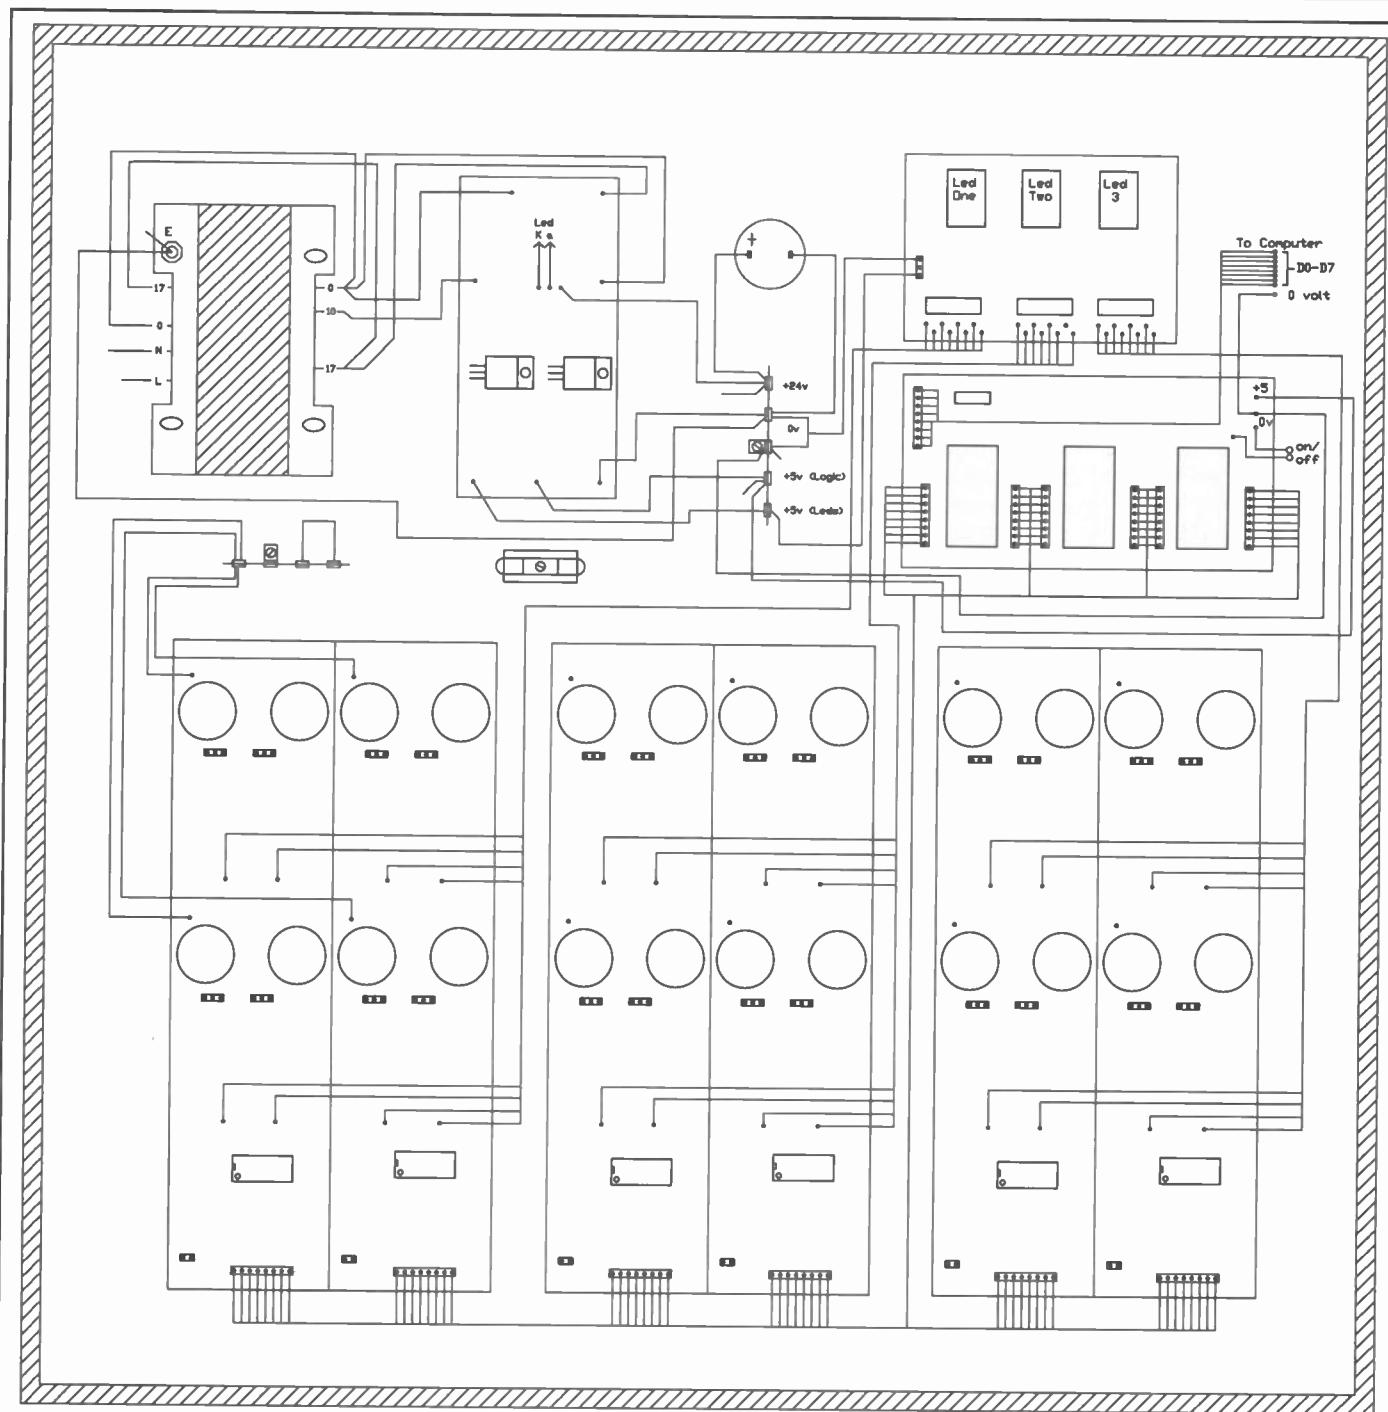 Led
One
Led
Two
Led
3
E
Led
K a
+
To Computer
D0-D7
0 volt
17
0
N
L
0
10
17
+24v
0v
+5v (Logic)
+5v (Leds)
+5
0v
on/
off